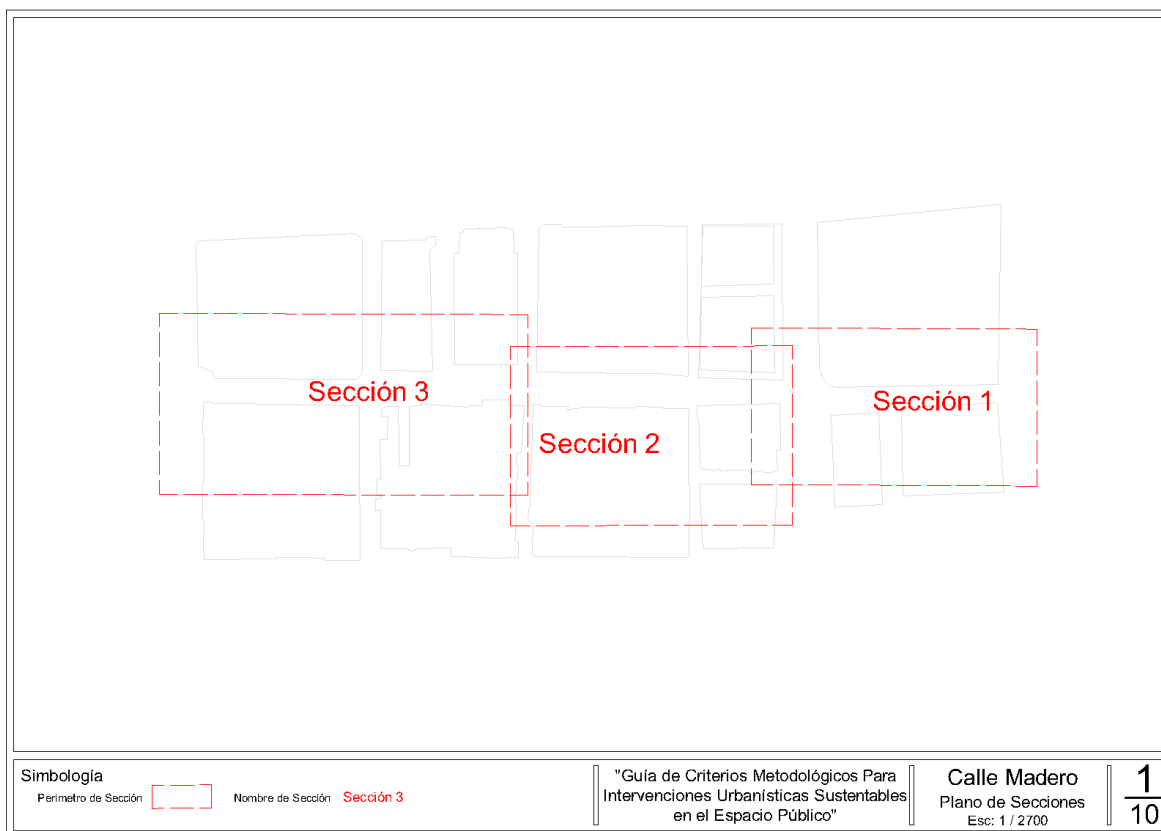 Sección 3
Sección 1
Sección 2
Simbología
Perimetro de Sección
Nombre de Sección Sección 3
"Guía de Criterios Metodológicos Para
Intervenciones Urbanísticas Sustentables
en el Espacio Público"
Calle Madero
Plano de Secciones
Esc: 1 / 2700
1
10